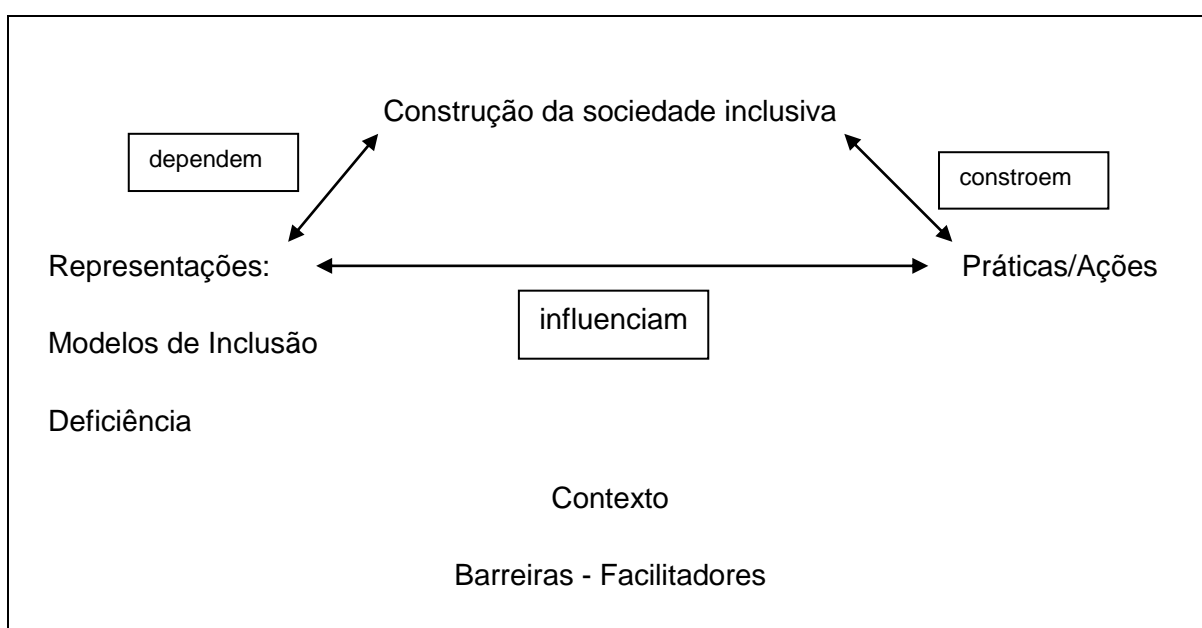 Construção da sociedade inclusiva
dependem
constroem
Representações:
Práticas/Ações
influenciam
Modelos de Inclusão
Deficiência
Contexto
Barreiras - Facilitadores